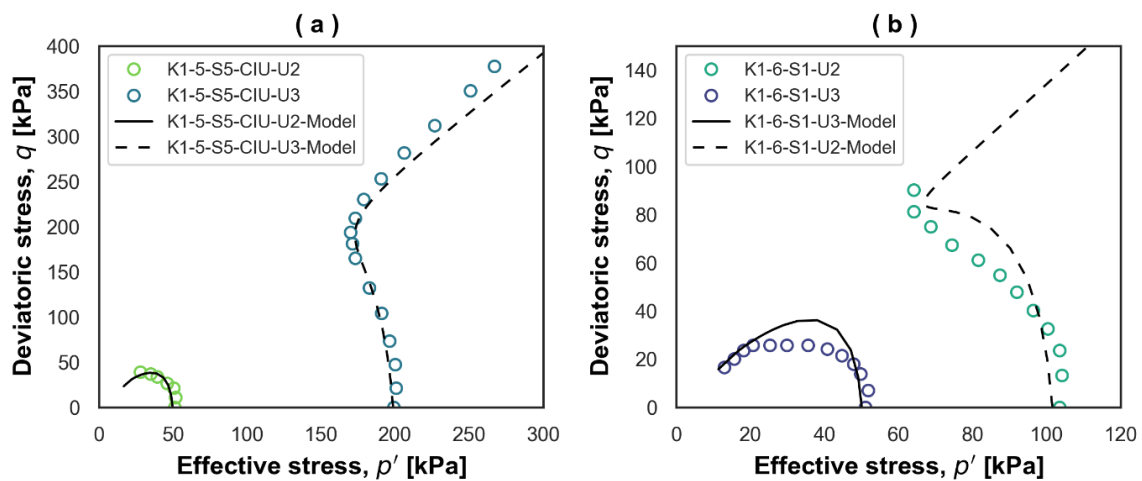 ( a )
400
350
300
250
200
150
100
50
0
Deviatoric stress, q [kPa]
K1-5-S5-CIU-U2
K1-5-S5-CIU-U3
K1-5-S5-CIU-U2-Model
K1-5-S5-CIU-U3-Model
0 50 100 150 200 250 300
Effective stress, p′ [kPa]
( b )
140
120
100
80
60
40
20
0
Deviatoric stress, q [kPa]
K1-6-S1-U2
K1-6-S1-U3
K1-6-S1-U3-Model
K1-6-S1-U2-Model
0 20 40 60 80 100 120
Effective stress, p′ [kPa]